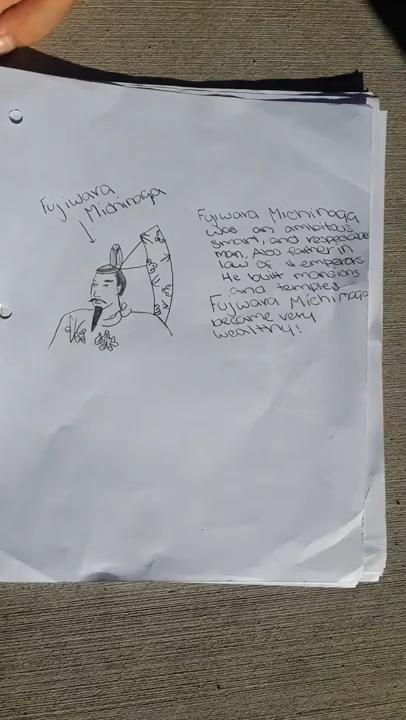 Fujiwara
Michinaga
Fujiwara Michinaga
was an ambitous
smart, and respectable
man. Also father in
law of 4 emperors
He built mansions
and temples
Fujiwara Michinaga
became very
wealthy!